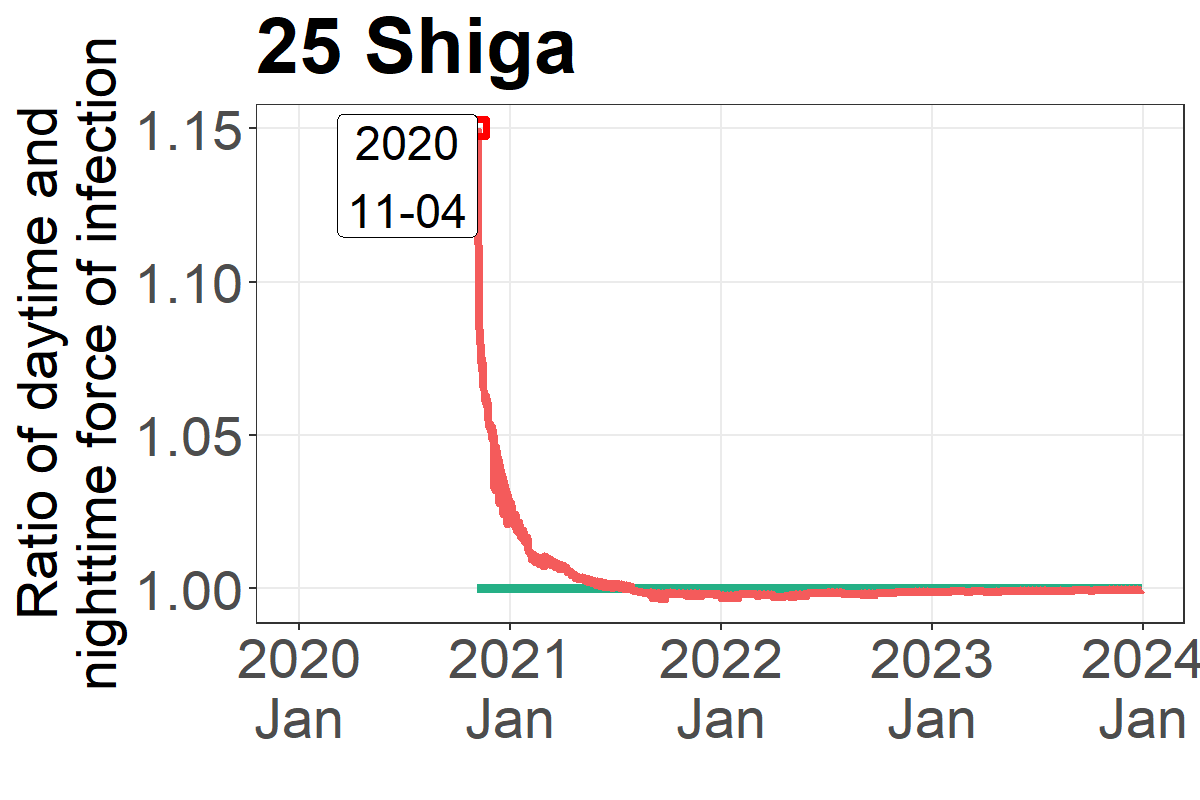 25 Shiga
Ratio of daytime and
nighttime force of infection
1.15
1.10
1.05
1.00
2020
11-04
2020
Jan
2021
Jan
2022
Jan
2023
Jan
2024
Jan